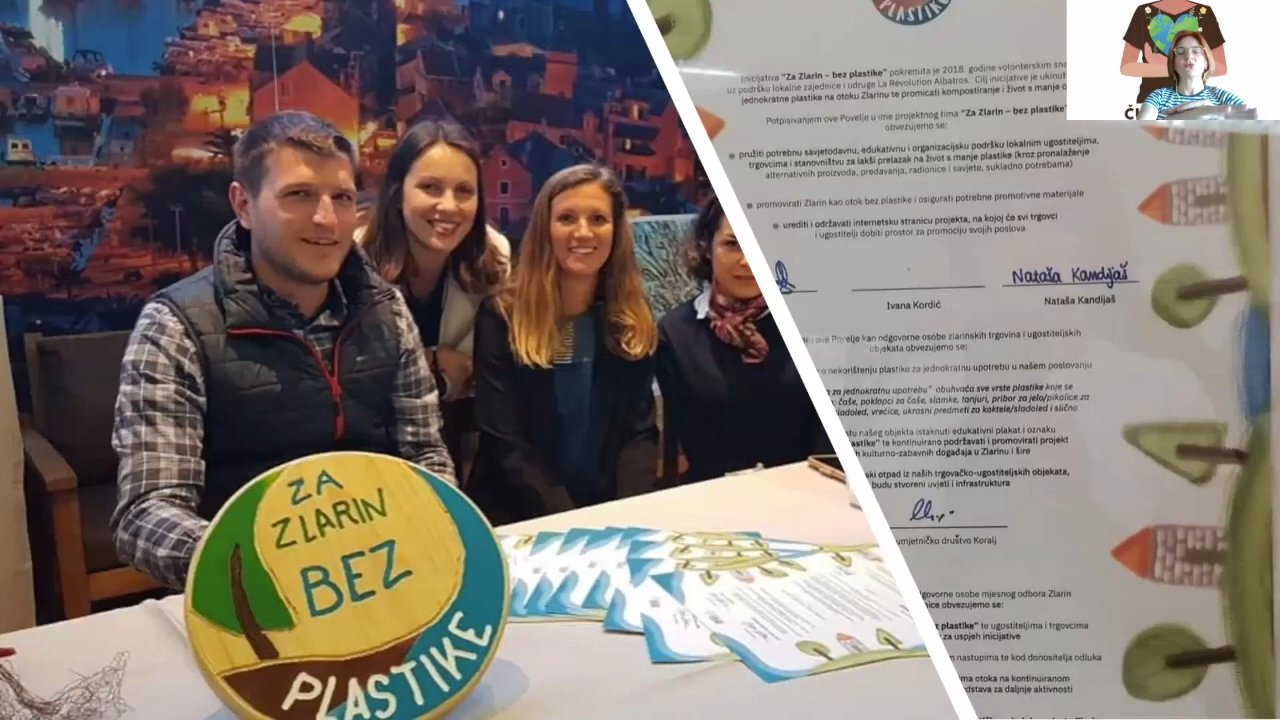 ZA
ZLARIN
BEZ
PLASTIKE
PLASTIKE
Inicijativa "Za Zlarin – bez plastike" pokrenuta je 2018. godine volonterskim
uz podršku lokalne zajednice i udruge La Révolution Albatros. Cilj inicijative je
jednokratne plastike na otoku Zlarinu te promicati kompostiranje i život s manje
Potpisivanjem ove Povelje u ime projektnog tima "Za Zlarin – bez plastike"
obvezujemo se:
pružiti potrebnu savjetodavnu, edukativnu i organizacijsku podršku lokalnim ugostiteljima,
trgovcima i stanovništvu za lakši prelazak na život s manje plastike (kroz pronalaženje
alternativnih proizvoda, predavanja, radionice i savjete, sukladno potrebama)
promovirati Zlarin kao otok bez plastike i osigurati potrebne promotivne materijale
urediti i održavati internetsku stranicu projekta, na kojoj će svi trgovci
i ugostitelji dobiti prostor za promociju svojih poslova
Nataša Kandijaš
Ivana Kordić
Nataša Kandijaš
ove Povelje kao odgovorne osobe zlarinskih trgovina i ugostiteljskih
objekata obvezujemo se:
nekorištenju plastike za jednokratnu upotrebu u našem poslovanju
za jednokratnu upotrebu" obuhvaća sve vrste plastike koje se
čaše, poklopci za čaše, slamke, tanjuri, pribor za jelo/pikalice za
vrećice, ukrasni predmeti za koktele/sladoled i slično
našeg objekta istaknuti edukativni plakat i oznaku
te kontinuirano podržavati i promovirati projekt
kulturno-zabavnih događaja u Zlarinu i šire
otpad iz naših trgovačko-ugostiteljskih objekata,
budu stvoreni uvjeti i infrastruktura
društvo Koralj
osobe mjesnog odbora Zlarin
obvezujemo se:
plastike" te ugostiteljima i trgovcima
za uspjeh inicijative
nastupima te kod donositelja odluka
otoka na kontinuiranom
za daljnje aktivnosti